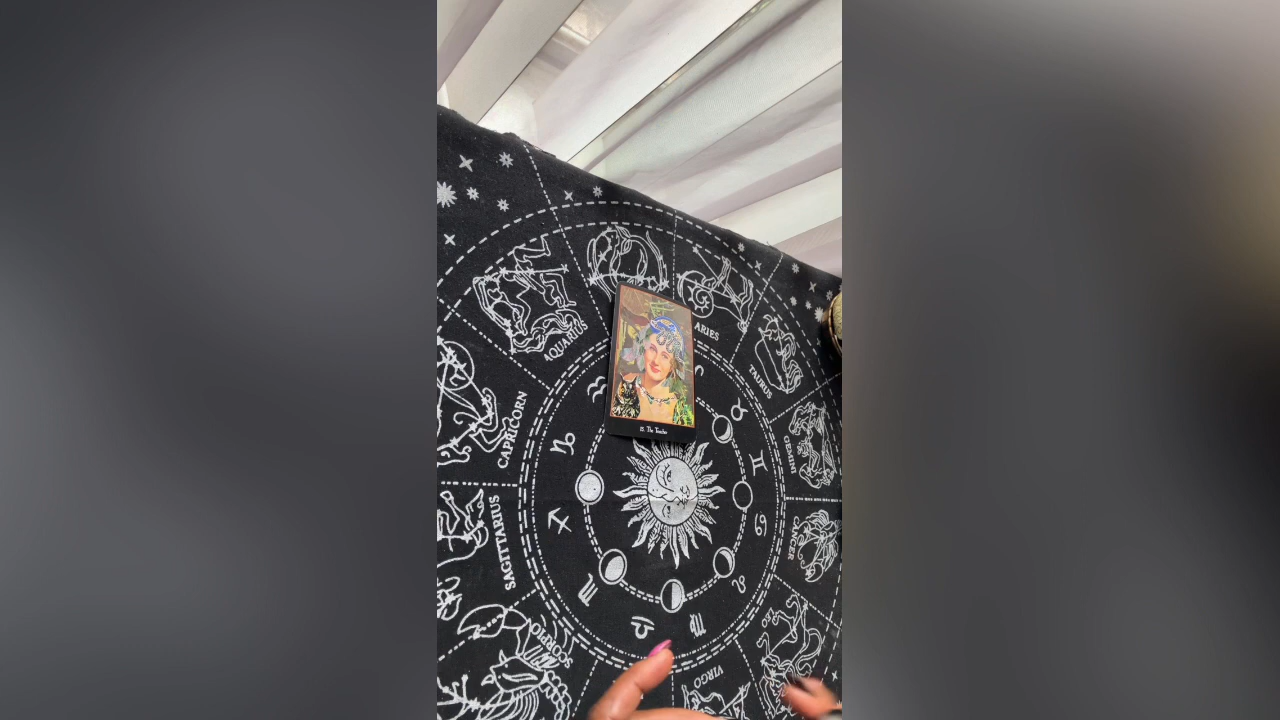 ARIES
TAURUS
AQUARIUS
GEMINI
CAPRICORN
CANCER
SAGITTARIUS
SCORPIO
VIRGO